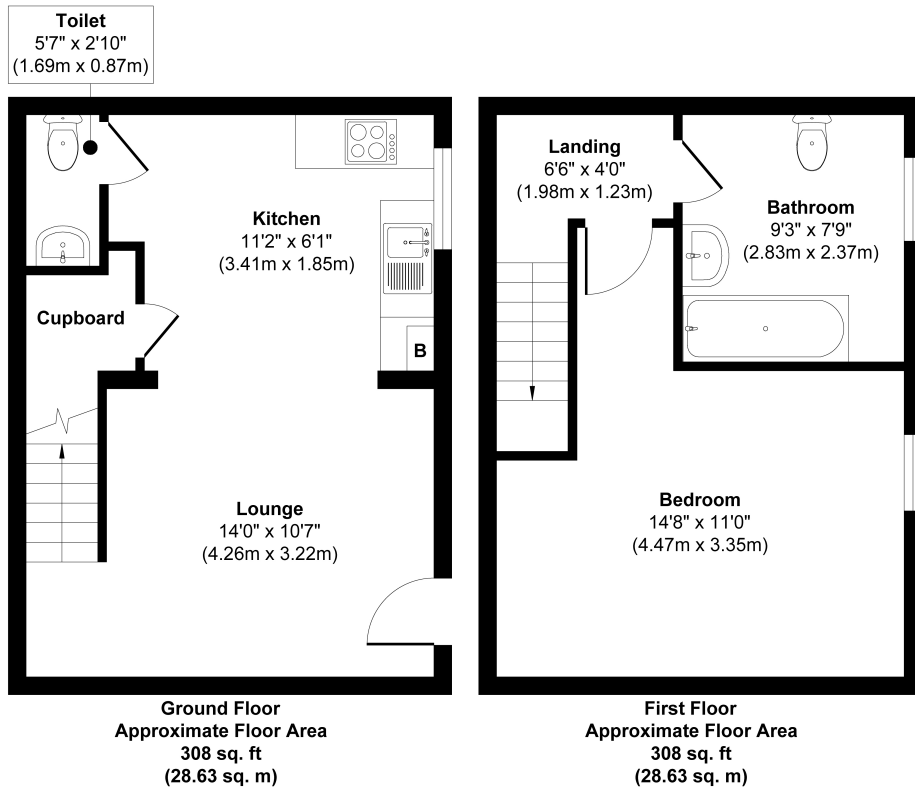 Toilet
5'7" x 2'10"
(1.69m x 0.87m)
Kitchen
11'2" x 6'1"
(3.41m x 1.85m)
Cupboard
B
Lounge
14'0" x 10'7"
(4.26m x 3.22m)
Ground Floor
Approximate Floor Area
308 sq. ft
(28.63 sq. m)
Landing
6'6" x 4'0"
(1.98m x 1.23m)
Bathroom
9'3" x 7'9"
(2.83m x 2.37m)
Bedroom
14'8" x 11'0"
(4.47m x 3.35m)
First Floor
Approximate Floor Area
308 sq. ft
(28.63 sq. m)